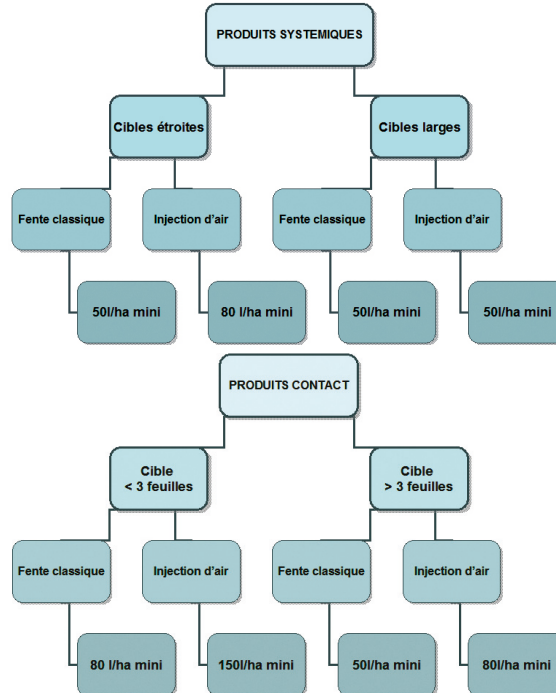 PRODUITS SYSTEMIQUES
Cibles étroites
Cibles larges
Fente classique
Injection d'air
Fente classique
Injection d'air
50l/ha mini
80 l/ha mini
50l/ha mini
50l/ha mini
PRODUITS CONTACT
Cible
< 3 feuilles
Cible
> 3 feuilles
Fente classique
Injection d'air
Fente classique
Injection d'air
80 l/ha mini
150l/ha mini
50l/ha mini
80l/ha mini